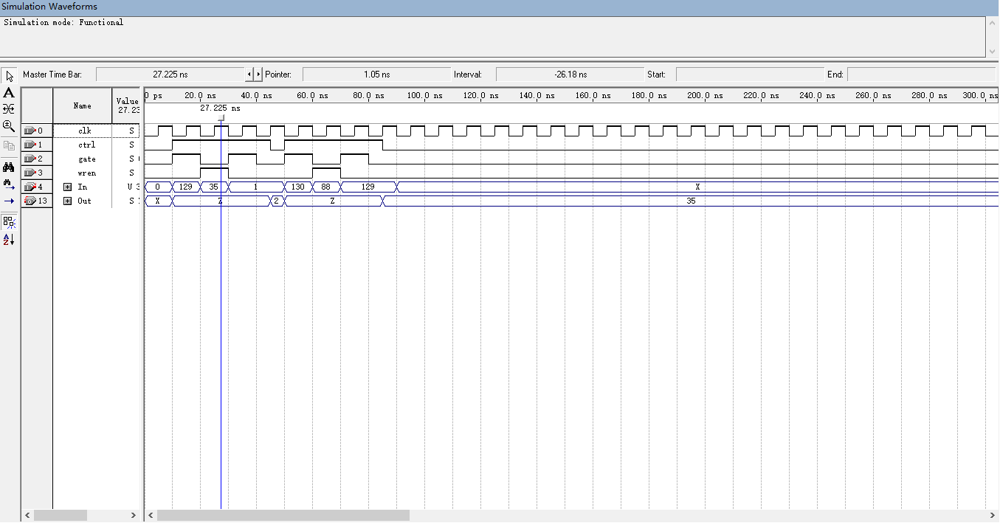 Simulation Waveforms
Simulation mode: Functional
Master Time Bar: 27.225 ns Pointer: 1.05 ns Interval: -26.18 ns Start: End:
Name Value 27.23
0 ps 20.0 ns 40.0 ns 60.0 ns 80.0 ns 100.0 ns 120.0 ns 140.0 ns 160.0 ns 180.0 ns 200.0 ns 220.0 ns 240.0 ns 260.0 ns 280.0 ns 300.0 ns
27.225 ns
0 clk S
1 ctrl S
2 gate S
3 wren S
4 In U 3 0 129 35 1 130 88 129 X
13 Out S X Z 2 Z 35